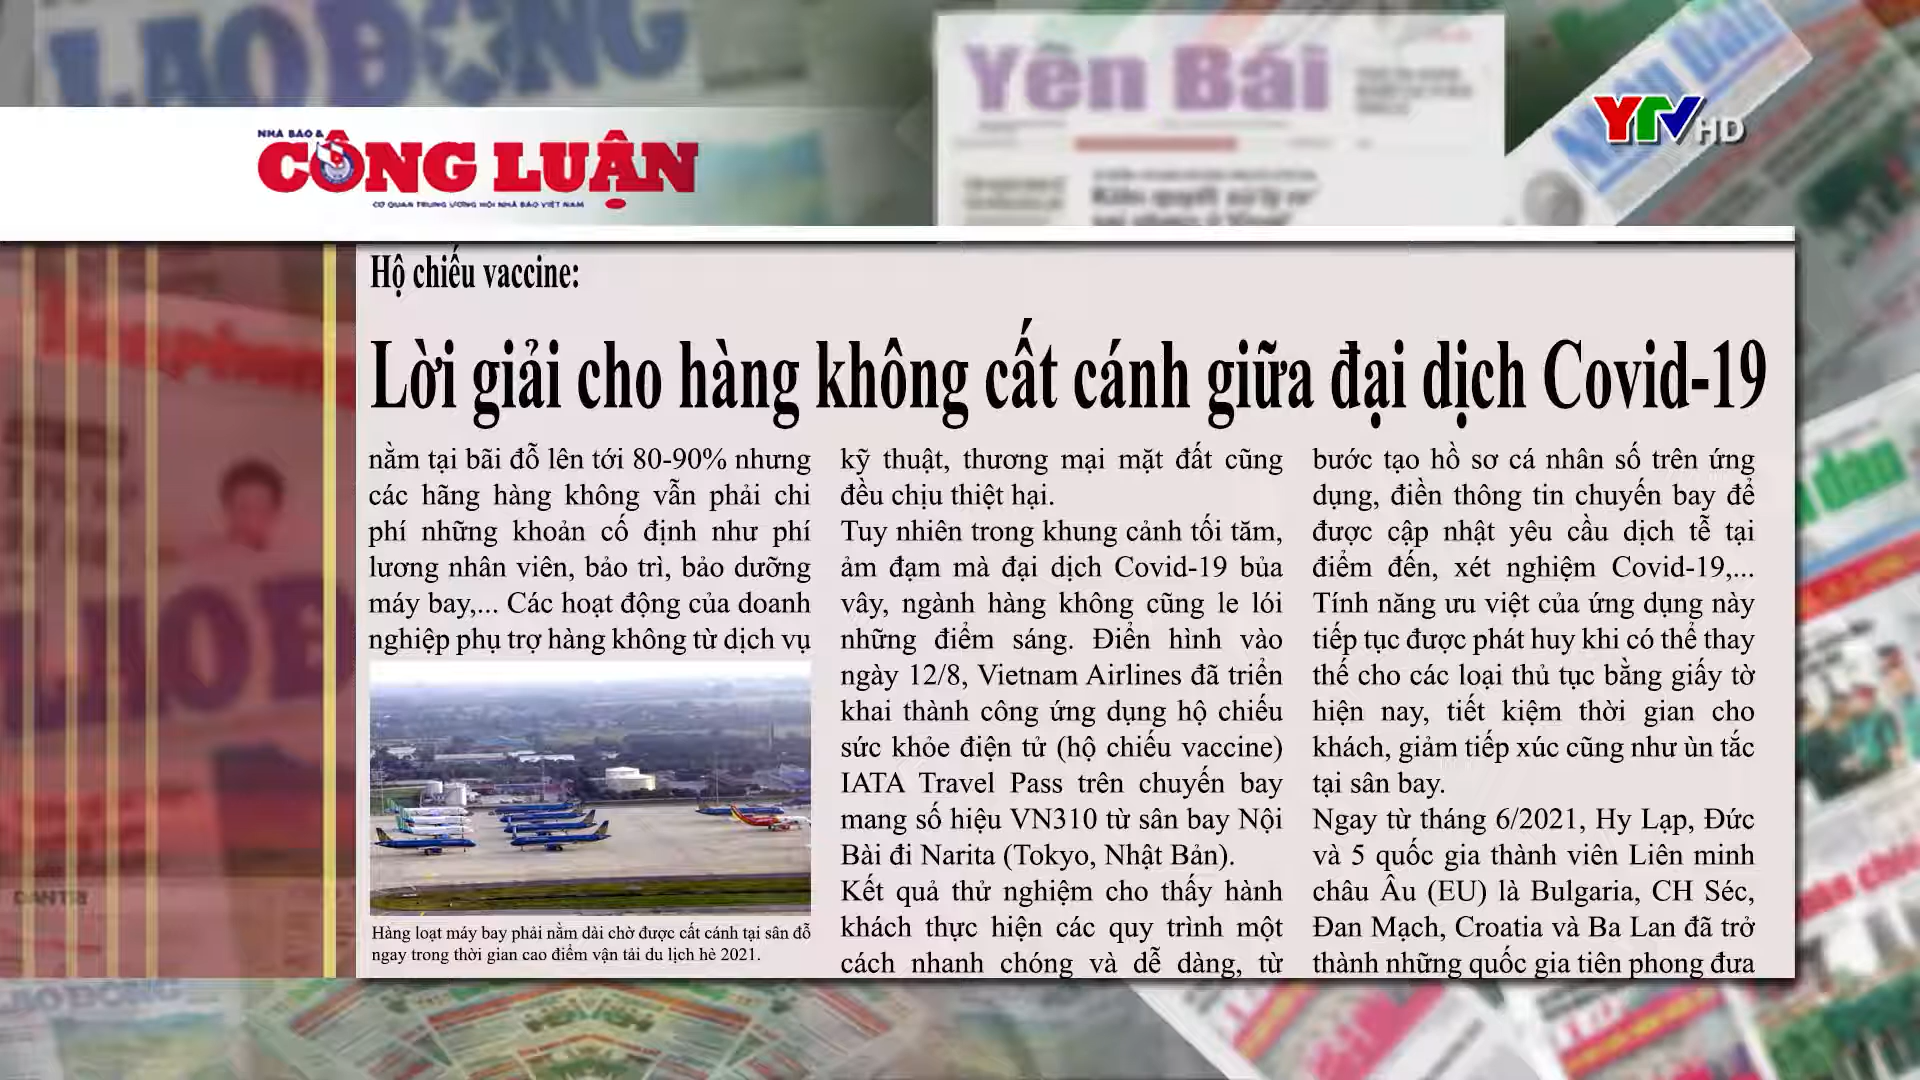 LAO ĐỘNG
Yên Bái
Nhân Dân
YTV HD
NHÀ BÁO &
CÔNG LUẬN
CƠ QUAN TRUNG ƯƠNG HỘI NHÀ BÁO VIỆT NAM
Hộ chiếu vaccine:
Lời giải cho hàng không cất cánh giữa đại dịch Covid-19
nằm tại bãi đỗ lên tới 80-90% nhưng
các hãng hàng không vẫn phải chi
phí những khoản cố định như phí
lương nhân viên, bảo trì, bảo dưỡng
máy bay,... Các hoạt động của doanh
nghiệp phụ trợ hàng không từ dịch vụ
Hàng loạt máy bay phải nằm dài chờ được cất cánh tại sân đỗ
ngay trong thời gian cao điểm vận tải du lịch hè 2021.
kỹ thuật, thương mại mặt đất cũng
đều chịu thiệt hại.
Tuy nhiên trong khung cảnh tối tăm,
ảm đạm mà đại dịch Covid-19 bủa
vây, ngành hàng không cũng le lói
những điểm sáng. Điển hình vào
ngày 12/8, Vietnam Airlines đã triển
khai thành công ứng dụng hộ chiếu
sức khỏe điện tử (hộ chiếu vaccine)
IATA Travel Pass trên chuyến bay
mang số hiệu VN310 từ sân bay Nội
Bài đi Narita (Tokyo, Nhật Bản).
Kết quả thử nghiệm cho thấy hành
khách thực hiện các quy trình một
cách nhanh chóng và dễ dàng, từ
bước tạo hồ sơ cá nhân số trên ứng
dụng, điền thông tin chuyến bay để
được cập nhật yêu cầu dịch tễ tại
điểm đến, xét nghiệm Covid-19,...
Tính năng ưu việt của ứng dụng này
tiếp tục được phát huy khi có thể thay
thế cho các loại thủ tục bằng giấy tờ
hiện nay, tiết kiệm thời gian cho
khách, giảm tiếp xúc cũng như ùn tắc
tại sân bay.
Ngay từ tháng 6/2021, Hy Lạp, Đức
và 5 quốc gia thành viên Liên minh
châu Âu (EU) là Bulgaria, CH Séc,
Đan Mạch, Croatia và Ba Lan đã trở
thành những quốc gia tiên phong đưa
LAO ĐỘNG
DANTRI
LAO ĐỘNG